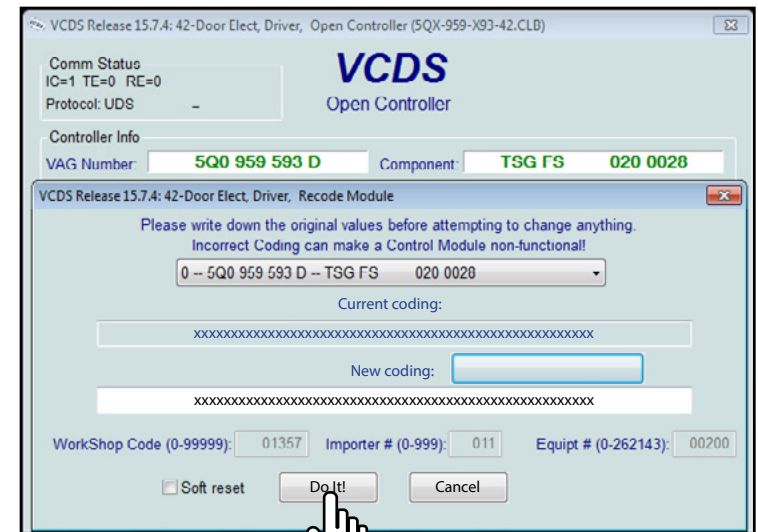 VCDS Release 15.7.4: 42-Door Elect, Driver, Open Controller (5QX-959-X93-42.CLB)
Comm Status
IC=1 TE=0 RE=0
Protocol: UDS –
VCDS
Open Controller
Controller Info
VAG Number: 5Q0 959 593 D Component: TSG FS 020 0028
VCDS Release 15.7.4: 42-Door Elect, Driver, Recode Module
Please write down the original values before attempting to change anything.
Incorrect Coding can make a Control Module non-functional!
0 -- 5Q0 959 593 D -- TSG FS 020 0028
Current coding:
xxxxxxxxxxxxxxxxxxxxxxxxxxxxxxxxxxxxxxxxxxxxxxxxxxxxxx
New coding:
xxxxxxxxxxxxxxxxxxxxxxxxxxxxxxxxxxxxxxxxxxxxxxxxxxxxxx
WorkShop Code (0-99999): 01357 Importer # (0-999): 011 Equipt # (0-262143): 00200
Soft reset Do It! Cancel